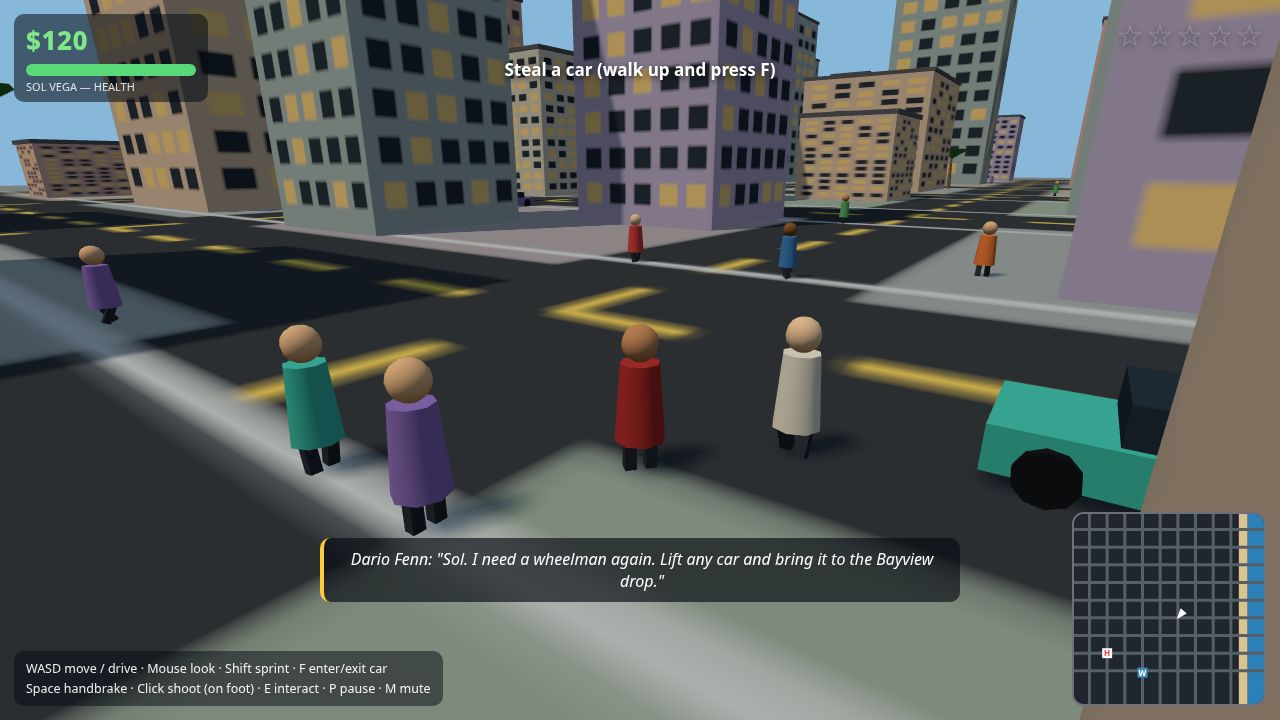 $120
SOL VEGA — HEALTH
Steal a car (walk up and press F)
Dario Fenn: "Sol. I need a wheelman again. Lift any car and bring it to the Bayview
drop."
WASD move / drive · Mouse look · Shift sprint · F enter/exit car
Space handbrake · Click shoot (on foot) · E interact · P pause · M mute
H
W